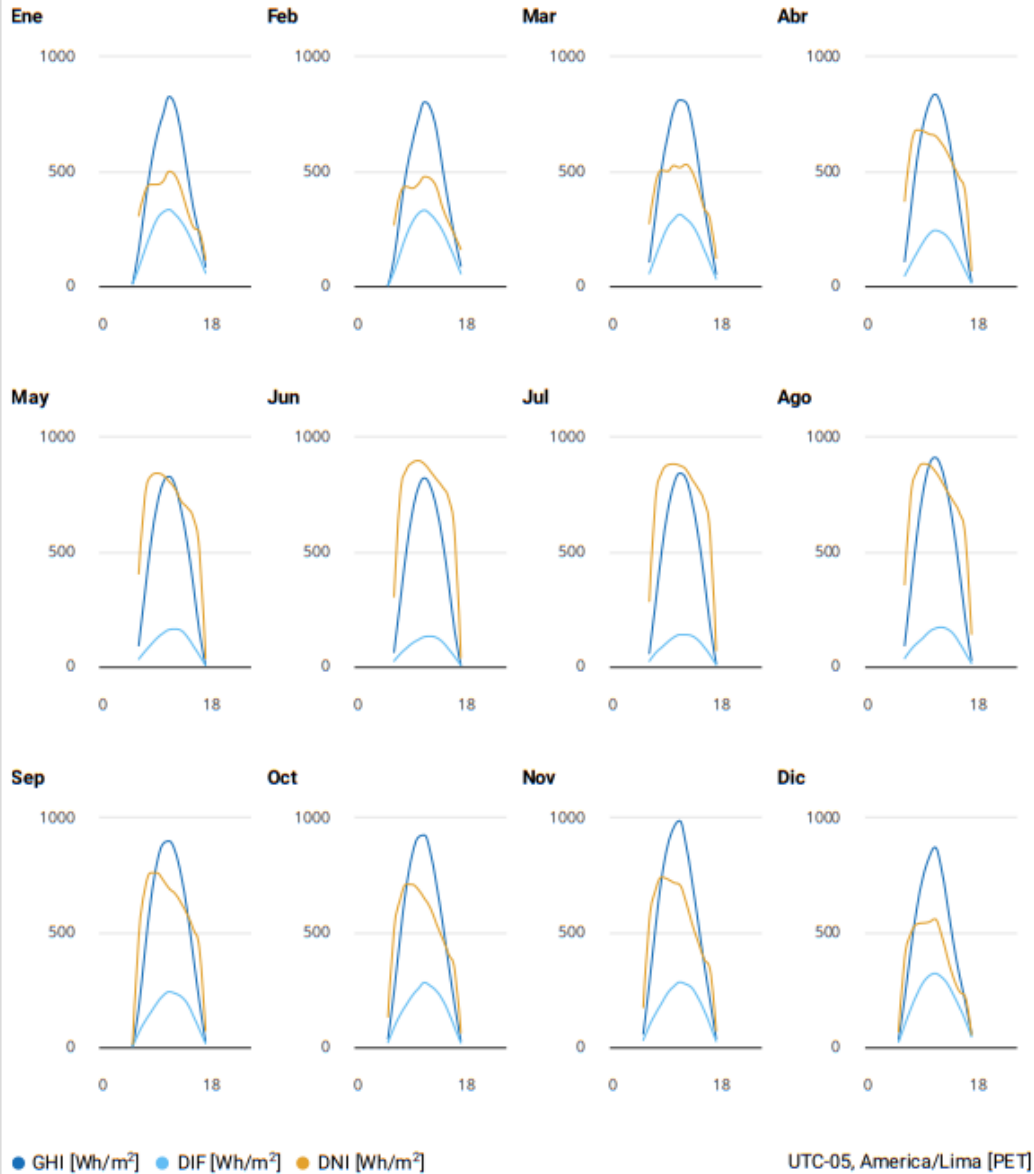 Ene Feb Mar Abr
1000 1000 1000 1000
500 500 500 500
0 0 0 0
0 18 0 18 0 18 0 18
May Jun Jul Ago
1000 1000 1000 1000
500 500 500 500
0 0 0 0
0 18 0 18 0 18 0 18
Sep Oct Nov Dic
1000 1000 1000 1000
500 500 500 500
0 0 0 0
0 18 0 18 0 18 0 18
GHI [Wh/m²] DIF [Wh/m²] DNI [Wh/m²] UTC-05, America/Lima [PET]